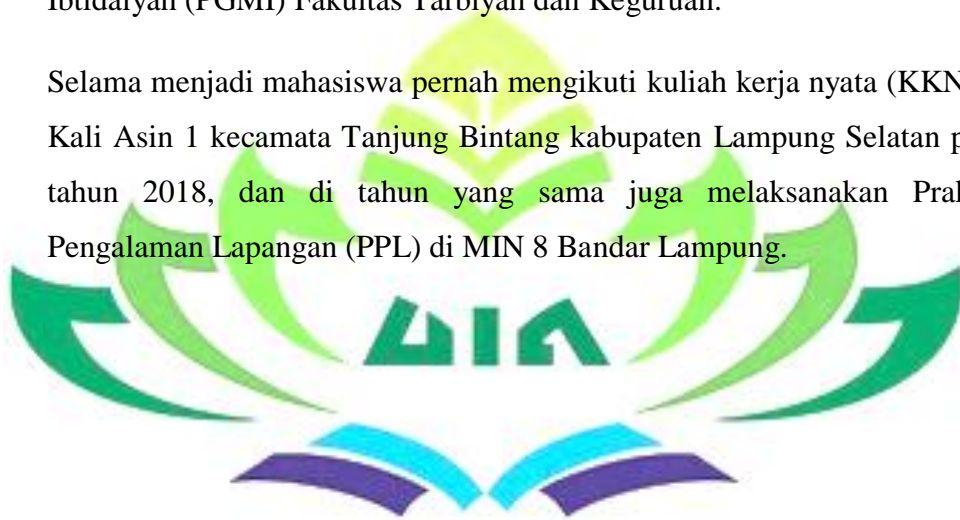 Ibtidaiyah (PGMI) Fakultas Tarbiyah dan Keguruan.
Selama menjadi mahasiswa pernah mengikuti kuliah kerja nyata (KKN
Kali Asin 1 kecamata Tanjung Bintang kabupaten Lampung Selatan
tahun 2018, dan di tahun yang sama juga melaksanakan
Pengalaman Lapangan (PPL) di MIN 8 Bandar Lampung.
UIN